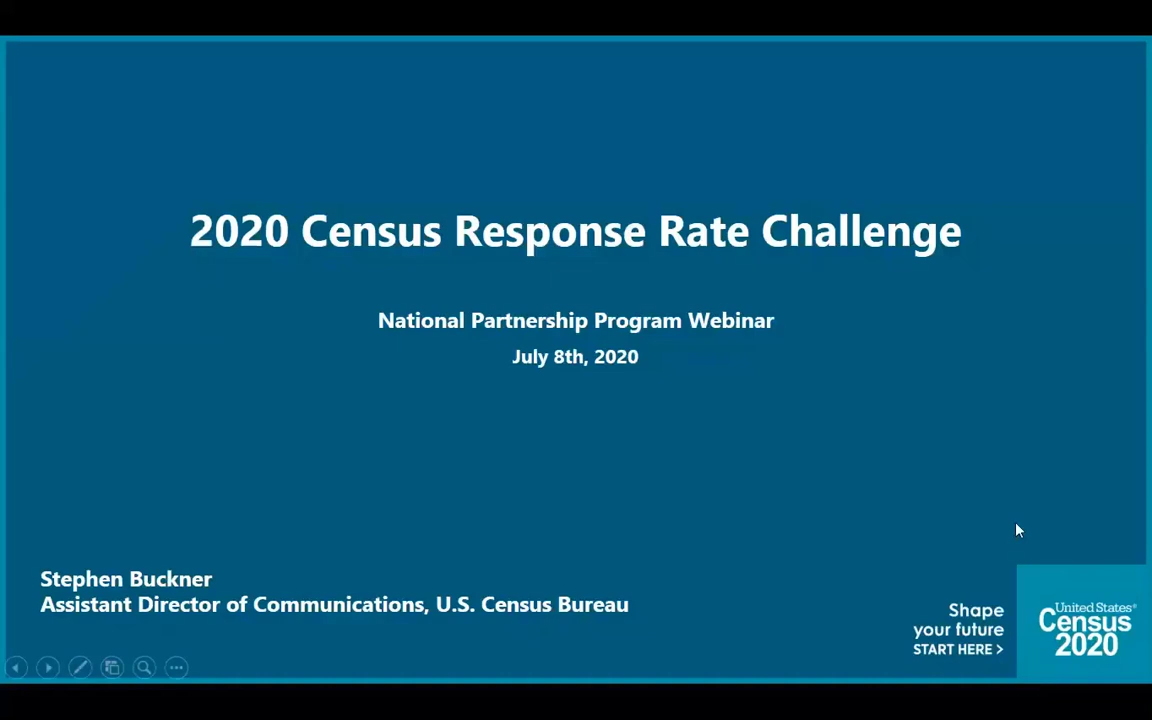 2020 Census Response Rate Challenge
National Partnership Program Webinar
July 8th, 2020
Stephen Buckner
Assistant Director of Communications, U.S. Census Bureau
Shape
your future
START HERE >
United States®
Census
2020